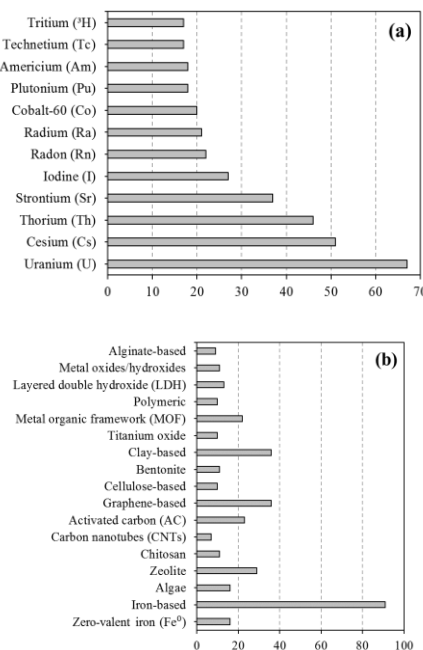 (a)
Tritium (³H)
Technetium (Tc)
Americium (Am)
Plutonium (Pu)
Cobalt-60 (Co)
Radium (Ra)
Radon (Rn)
Iodine (I)
Strontium (Sr)
Thorium (Th)
Cesium (Cs)
Uranium (U)
0 10 20 30 40 50 60 70
(b)
Alginate-based
Metal oxides/hydroxides
Layered double hydroxide (LDH)
Polymeric
Metal organic framework (MOF)
Titanium oxide
Clay-based
Bentonite
Cellulose-based
Graphene-based
Activated carbon (AC)
Carbon nanotubes (CNTs)
Chitosan
Zeolite
Algae
Iron-based
Zero-valent iron (Fe⁰)
0 20 40 60 80 100